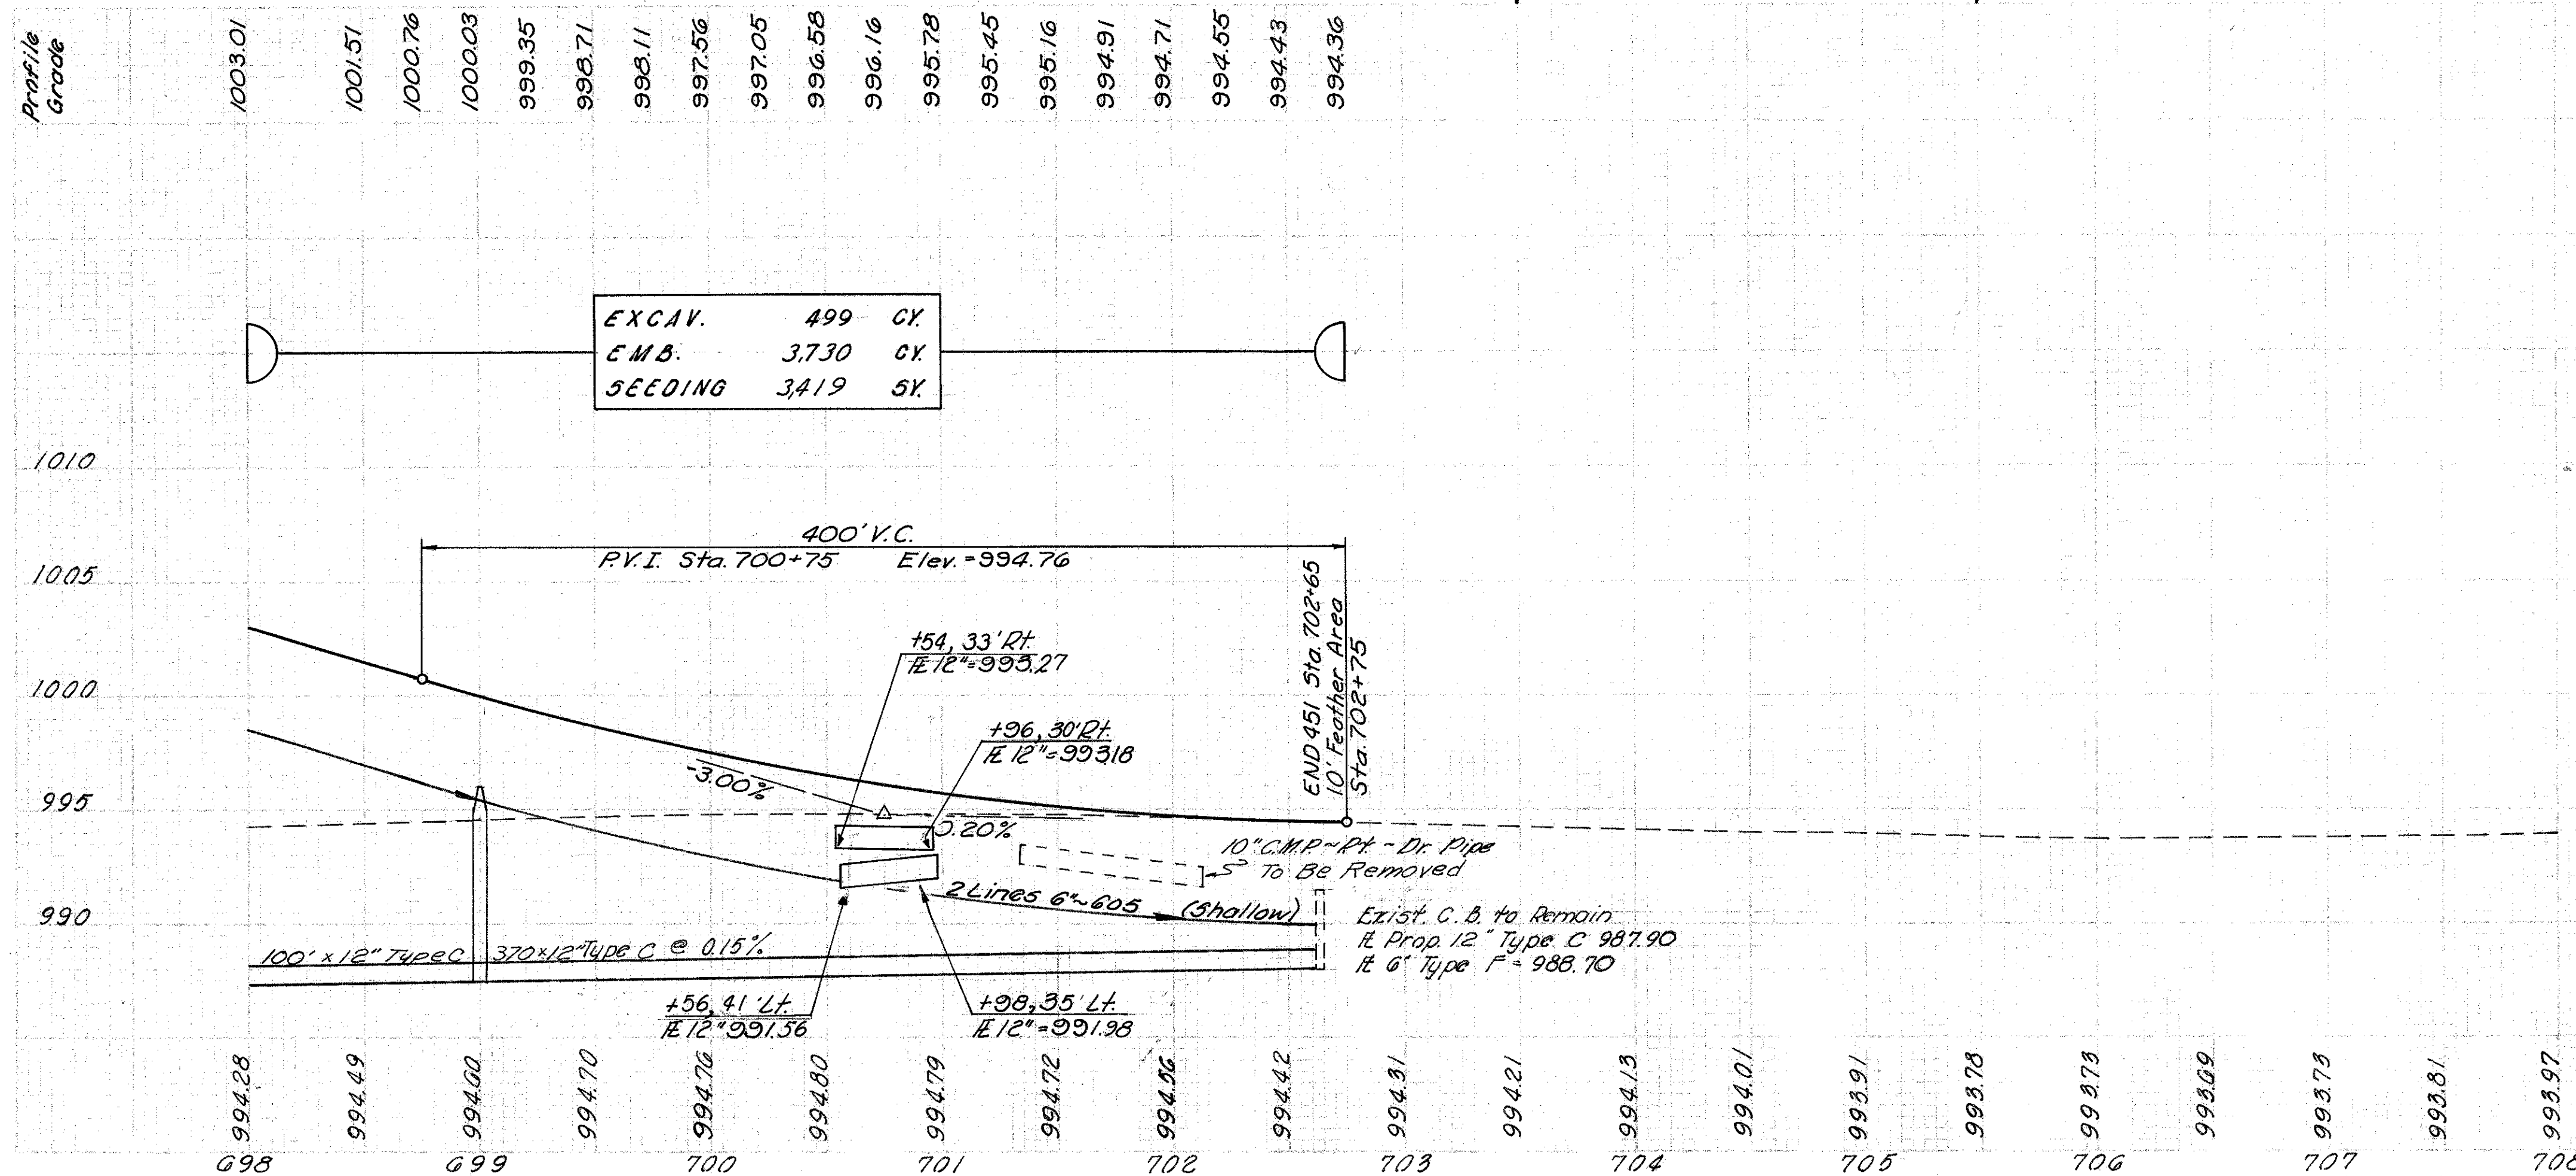 Profile
Grade
1003.01
1001.51
1000.76
1000.03
999.35
998.71
998.11
997.56
997.05
996.58
996.16
995.78
995.45
995.16
994.91
994.71
994.55
994.43
994.36
EXCAV. 499 CY.
EMB. 3,730 CY.
SEEDING 3,419 SY.
1010
1005
1000
995
990
400' V.C.
P.V.I. Sta. 700+75 Elev. = 994.76
END 451 Sta. 702+65
10' Feather Area
Sta. 702+75
+54, 33' Rt.
FL 12" = 993.27
+96, 30' Rt.
FL 12" = 993.18
-3.00%
0.20%
10" C.M.P. ~ Rt. - Dr. Pipe
To Be Removed
2 Lines 6" ~ 605 (Shallow)
Exist. C.B. to Remain
FL Prop. 12" Type C 987.90
FL 6" Type F = 988.70
100' x 12" Type C
370 x 12" Type C @ 0.15%
+56, 41' Lt.
FL 12" 991.56
+98, 35' Lt.
FL 12" = 991.98
994.28
994.49
994.60
994.70
994.76
994.80
994.79
994.72
994.56
994.42
994.31
994.21
994.13
994.01
993.91
993.78
993.73
993.69
993.73
993.81
993.97
698
699
700
701
702
703
704
705
706
707
708